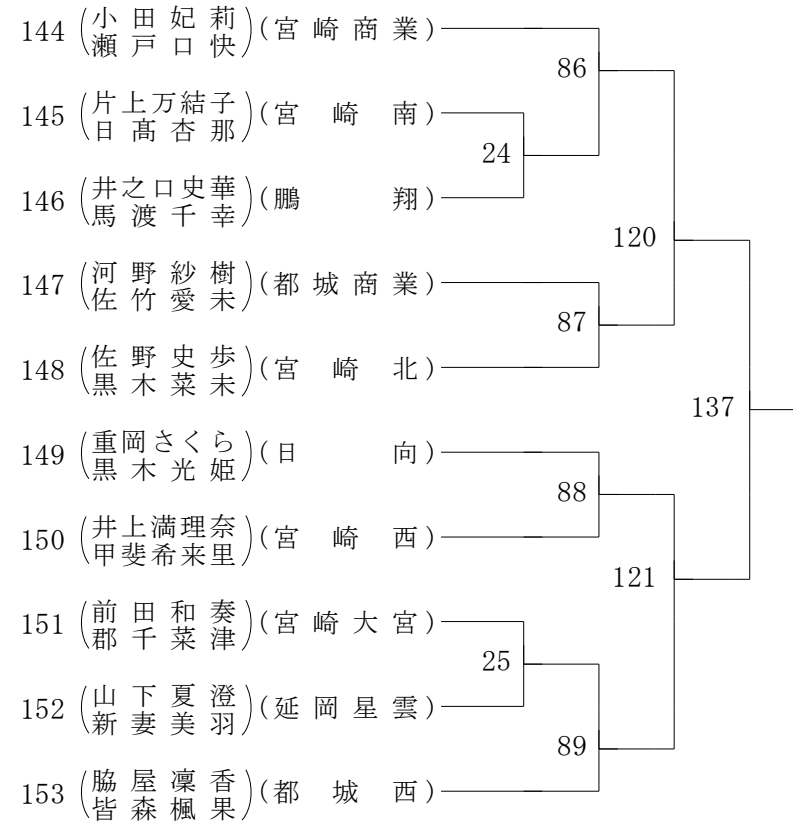 144 (小田妃莉 瀬戸口快) (宮崎商業)
86
145 (片上万結子 日髙杏那) (宮崎南)
24
146 (井之口史華 馬渡千幸) (鵬翔)
120
147 (河野紗樹 佐竹愛未) (都城商業)
87
148 (佐野史歩 黒木菜未) (宮崎北)
137
149 (重岡さくら 黒木光姫) (日向)
88
150 (井上満理奈 甲斐希来里) (宮崎西)
121
151 (前田和奏 郡千菜津) (宮崎大宮)
25
152 (山下夏澄 新妻美羽) (延岡星雲)
89
153 (脇屋凜香 皆森楓果) (都城西)